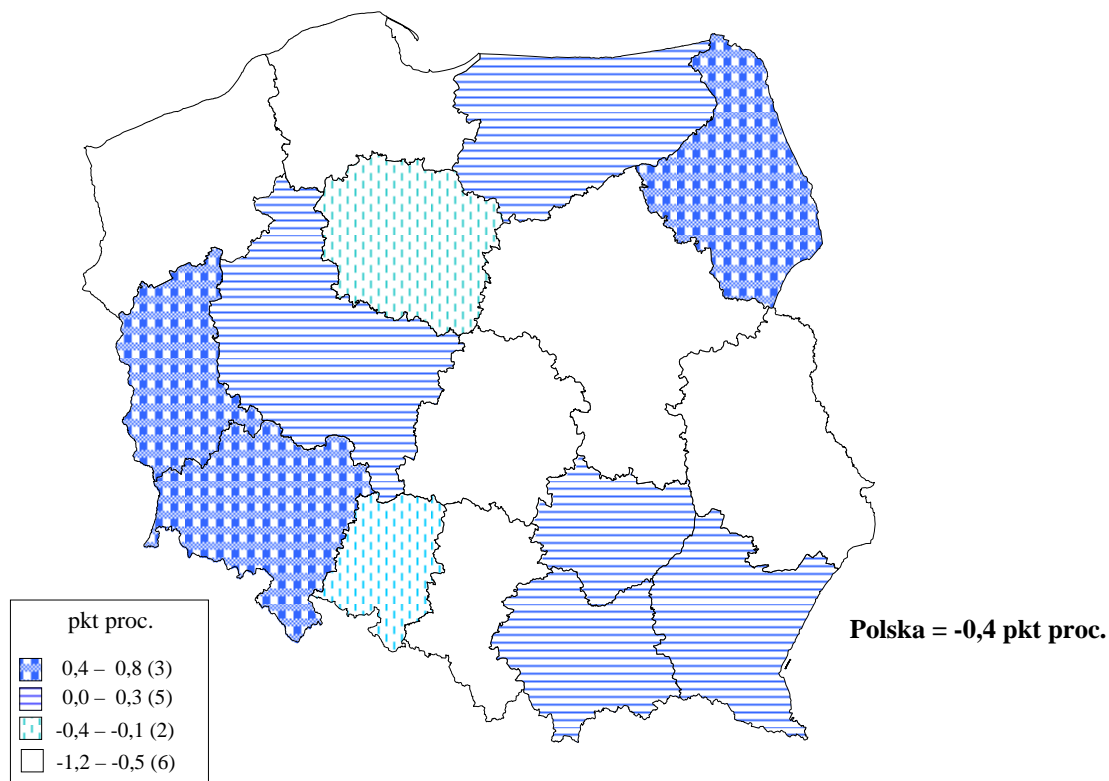 Polska = -0,4 pkt proc.
pkt proc.
0,4 – 0,8 (3)
0,0 – 0,3 (5)
-0,4 – -0,1 (2)
-1,2 – -0,5 (6)